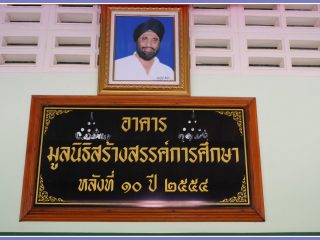 อาคาร
มูลนิธิสร้างสรรค์การศึกษา
หลังที่ ๑๐ ปี ๒๕๕๔